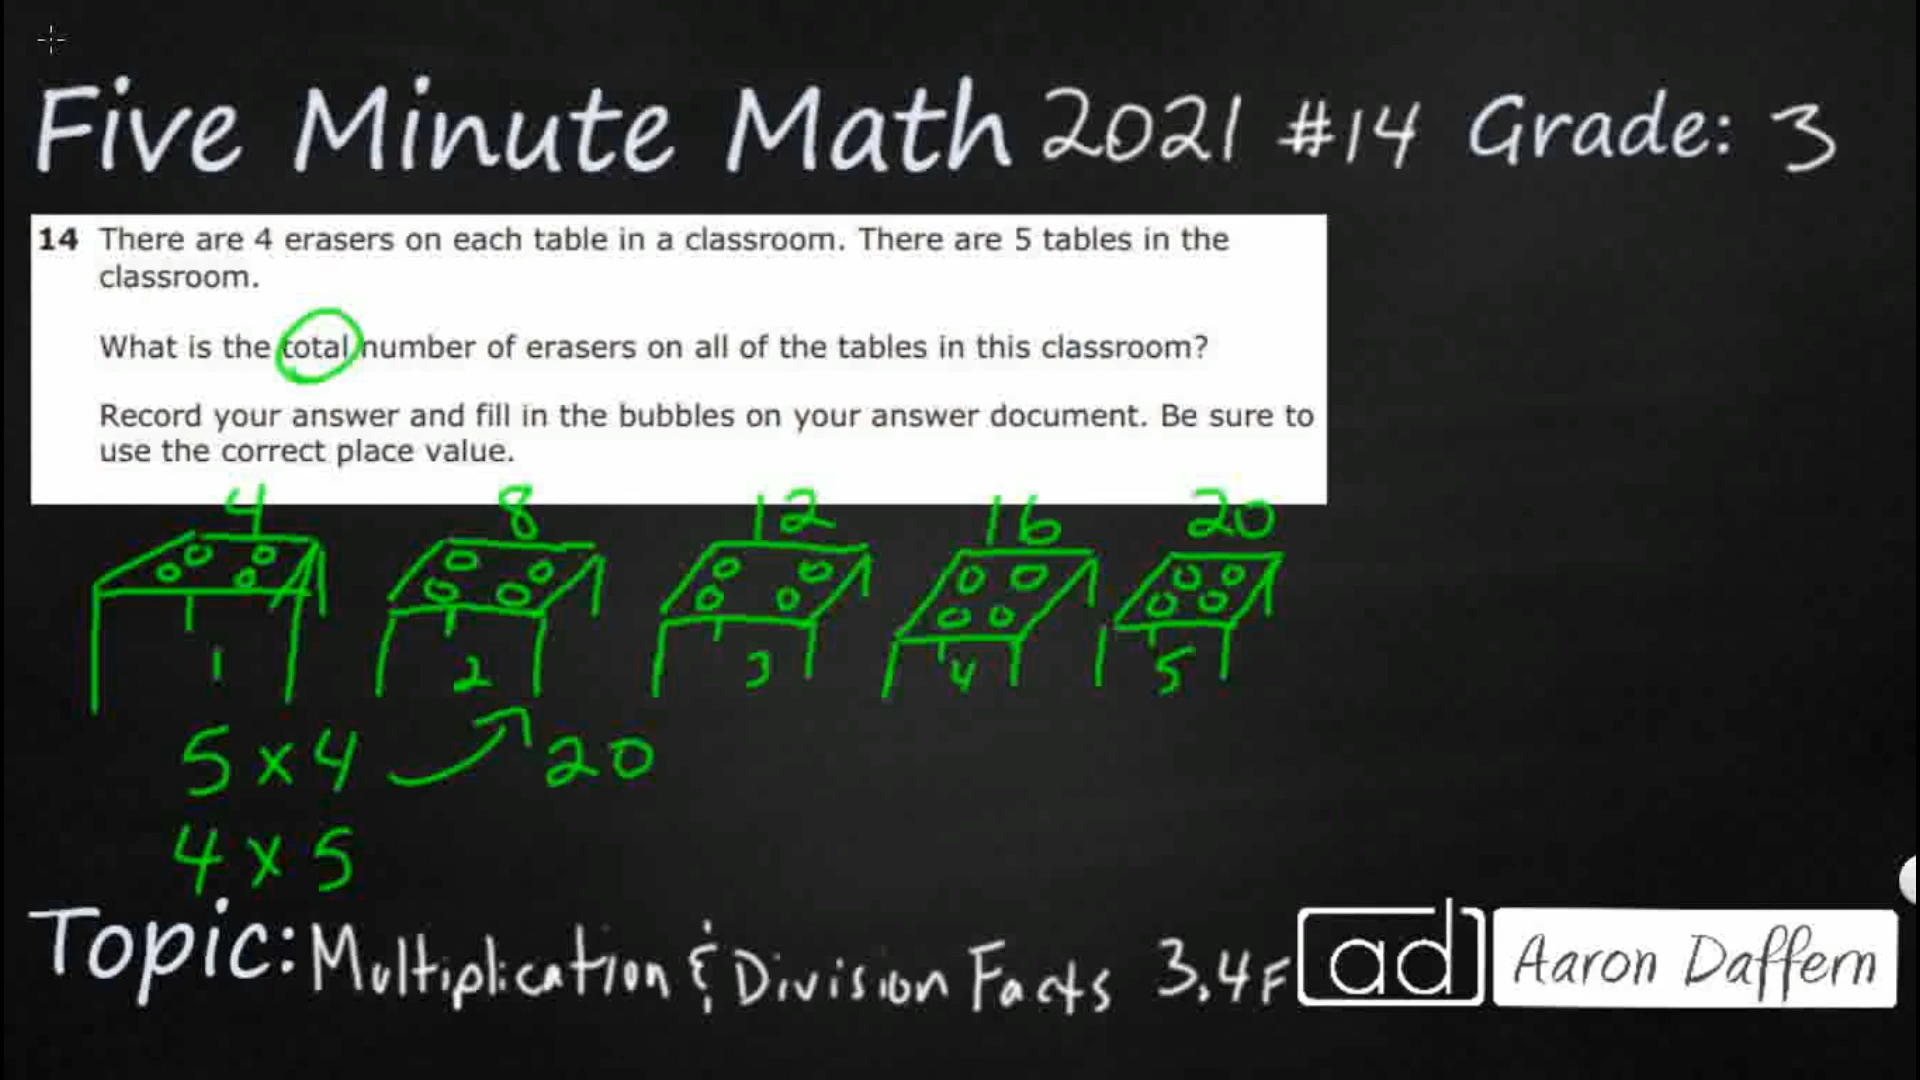 Five Minute Math 2021 #14 Grade: 3
14 There are 4 erasers on each table in a classroom. There are 5 tables in the
classroom.
What is the total number of erasers on all of the tables in this classroom?
Record your answer and fill in the bubbles on your answer document. Be sure to
use the correct place value.
4 8 12 16 20
1 2 3 4 5
5 x 4 20
4 x 5
Topic: Multiplication & Division Facts 3.4F ad Aaron Daffern